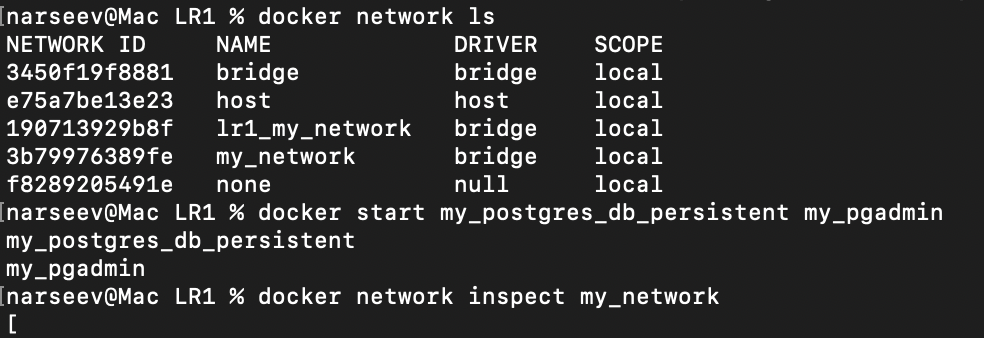 [narseev@Mac LR1 % docker network ls
NETWORK ID     NAME             DRIVER    SCOPE
3450f19f8881   bridge           bridge    local
e75a7be13e23   host             host      local
190713929b8f   lr1_my_network   bridge    local
3b79976389fe   my_network       bridge    local
f8289205491e   none             null      local
[narseev@Mac LR1 % docker start my_postgres_db_persistent my_pgadmin
my_postgres_db_persistent
my_pgadmin
[narseev@Mac LR1 % docker network inspect my_network
[